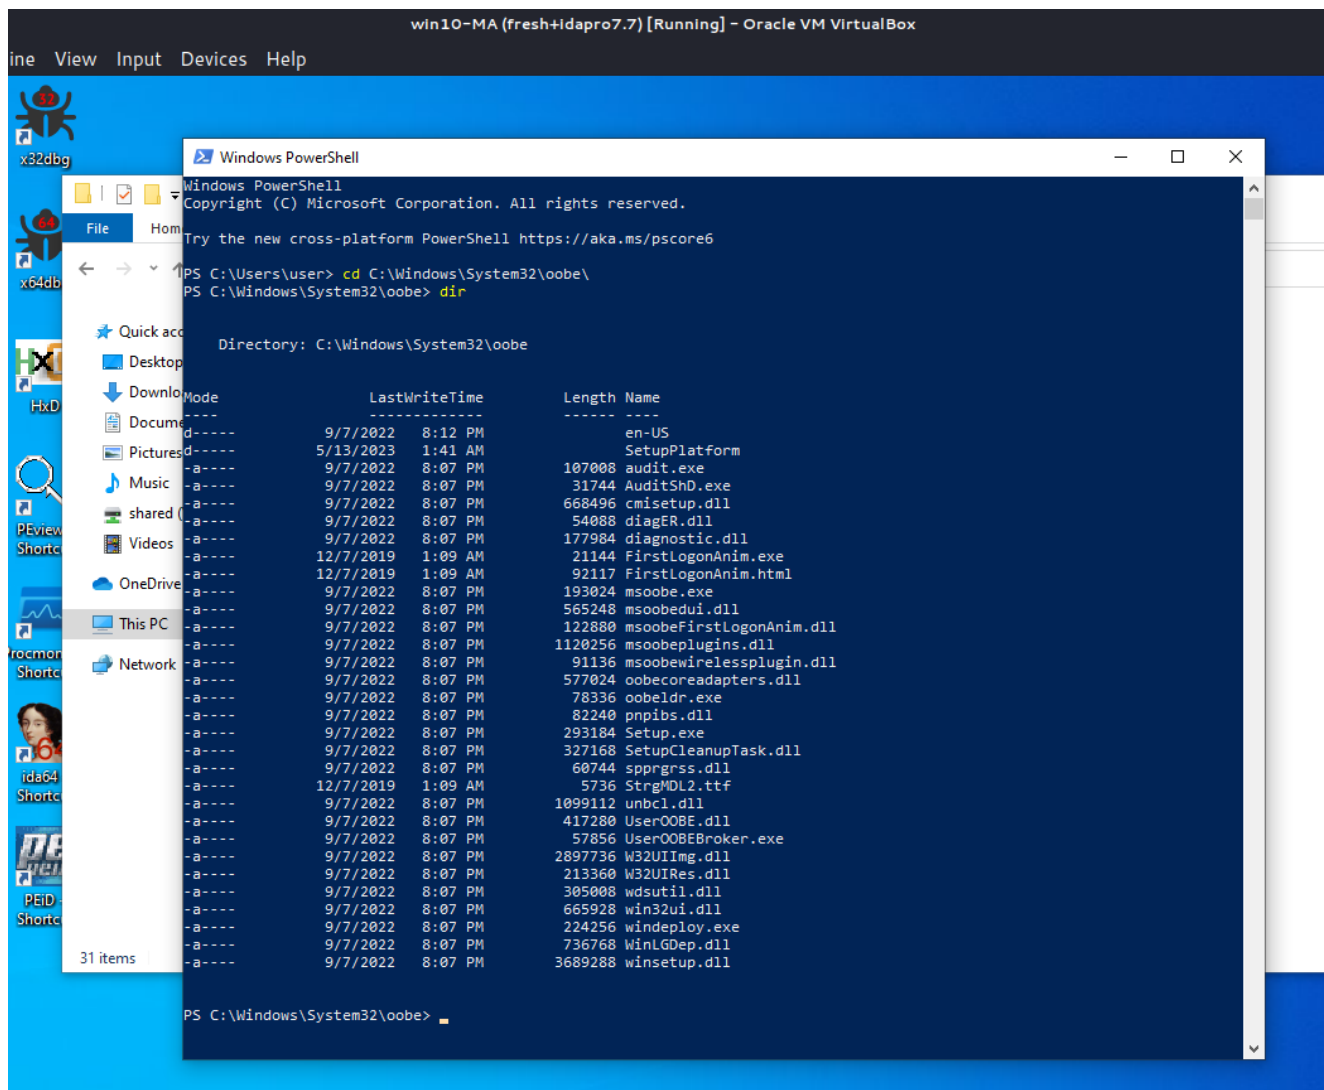 win10-MA (fresh+idapro7.7) [Running] - Oracle VM VirtualBox
ine View Input Devices Help
x32dbg
x64db
HxD
PEview
Shortc
rocmon
Shortc
ida64
Shortc
PEiD -
Shortc
File Hom
Quick acc
Desktop
Downlo
Docume
Pictures
Music
shared (
Videos
OneDrive
This PC
Network
31 items
Windows PowerShell
Windows PowerShell
Copyright (C) Microsoft Corporation. All rights reserved.
Try the new cross-platform PowerShell https://aka.ms/pscore6
PS C:\Users\user> cd C:\Windows\System32\oobe\
PS C:\Windows\System32\oobe> dir
Directory: C:\Windows\System32\oobe
Mode LastWriteTime Length Name
---- ------------- ------ ----
d----- 9/7/2022 8:12 PM en-US
d----- 5/13/2023 1:41 AM SetupPlatform
-a---- 9/7/2022 8:07 PM 107008 audit.exe
-a---- 9/7/2022 8:07 PM 31744 AuditShD.exe
-a---- 9/7/2022 8:07 PM 668496 cmisetup.dll
-a---- 9/7/2022 8:07 PM 54088 diagER.dll
-a---- 9/7/2022 8:07 PM 177984 diagnostic.dll
-a---- 12/7/2019 1:09 AM 21144 FirstLogonAnim.exe
-a---- 12/7/2019 1:09 AM 92117 FirstLogonAnim.html
-a---- 9/7/2022 8:07 PM 193024 msoobe.exe
-a---- 9/7/2022 8:07 PM 565248 msoobedui.dll
-a---- 9/7/2022 8:07 PM 122880 msoobeFirstLogonAnim.dll
-a---- 9/7/2022 8:07 PM 1120256 msoobeplugins.dll
-a---- 9/7/2022 8:07 PM 91136 msoobewirelessplugin.dll
-a---- 9/7/2022 8:07 PM 577024 oobecoreadapters.dll
-a---- 9/7/2022 8:07 PM 78336 oobeldr.exe
-a---- 9/7/2022 8:07 PM 82240 pnpibs.dll
-a---- 9/7/2022 8:07 PM 293184 Setup.exe
-a---- 9/7/2022 8:07 PM 327168 SetupCleanupTask.dll
-a---- 9/7/2022 8:07 PM 60744 spprgrss.dll
-a---- 12/7/2019 1:09 AM 5736 StrgMDL2.ttf
-a---- 9/7/2022 8:07 PM 1099112 unbcl.dll
-a---- 9/7/2022 8:07 PM 417280 UserOOBE.dll
-a---- 9/7/2022 8:07 PM 57856 UserOOBEBroker.exe
-a---- 9/7/2022 8:07 PM 2897736 W32UIImg.dll
-a---- 9/7/2022 8:07 PM 213360 W32UIRes.dll
-a---- 9/7/2022 8:07 PM 305008 wdsutil.dll
-a---- 9/7/2022 8:07 PM 665928 win32ui.dll
-a---- 9/7/2022 8:07 PM 224256 windeploy.exe
-a---- 9/7/2022 8:07 PM 736768 WinLGDep.dll
-a---- 9/7/2022 8:07 PM 3689288 winsetup.dll
PS C:\Windows\System32\oobe>